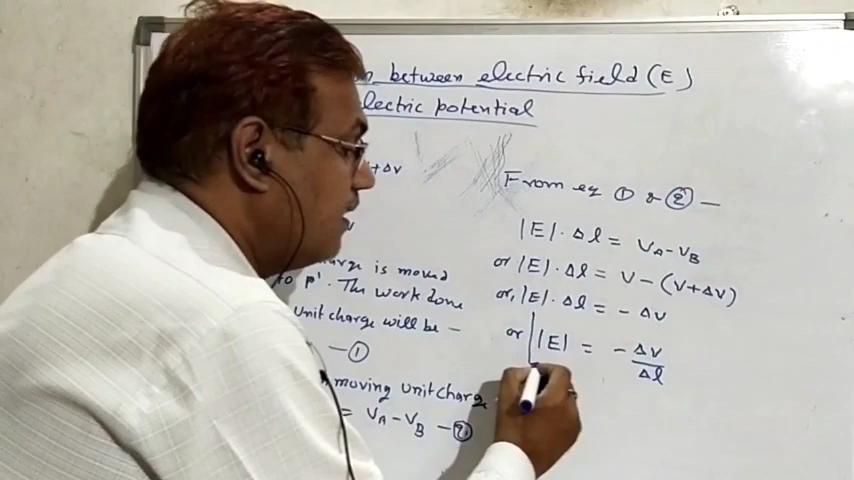 between electric field (E)
electric potential
+Δv
charge is moved
to p'. The work done
unit charge will be –
— ①
moving unit charge
= VA – VB — ②
From eq ① & ② —
|E| · Δl = VA – VB
or |E| · Δl = V – (V + Δv)
or, |E| · Δl = – Δv
or |E| = – Δv / Δl